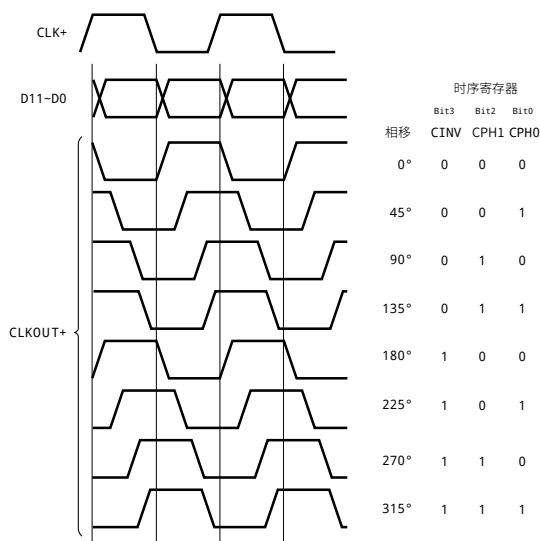 CLK+
D11~D0
时序寄存器
Bit3 Bit2 Bit0
相移 CINV CPH1 CPH0
0° 0 0 0
45° 0 0 1
90° 0 1 0
135° 0 1 1
CLKOUT+
180° 1 0 0
225° 1 0 1
270° 1 1 0
315° 1 1 1